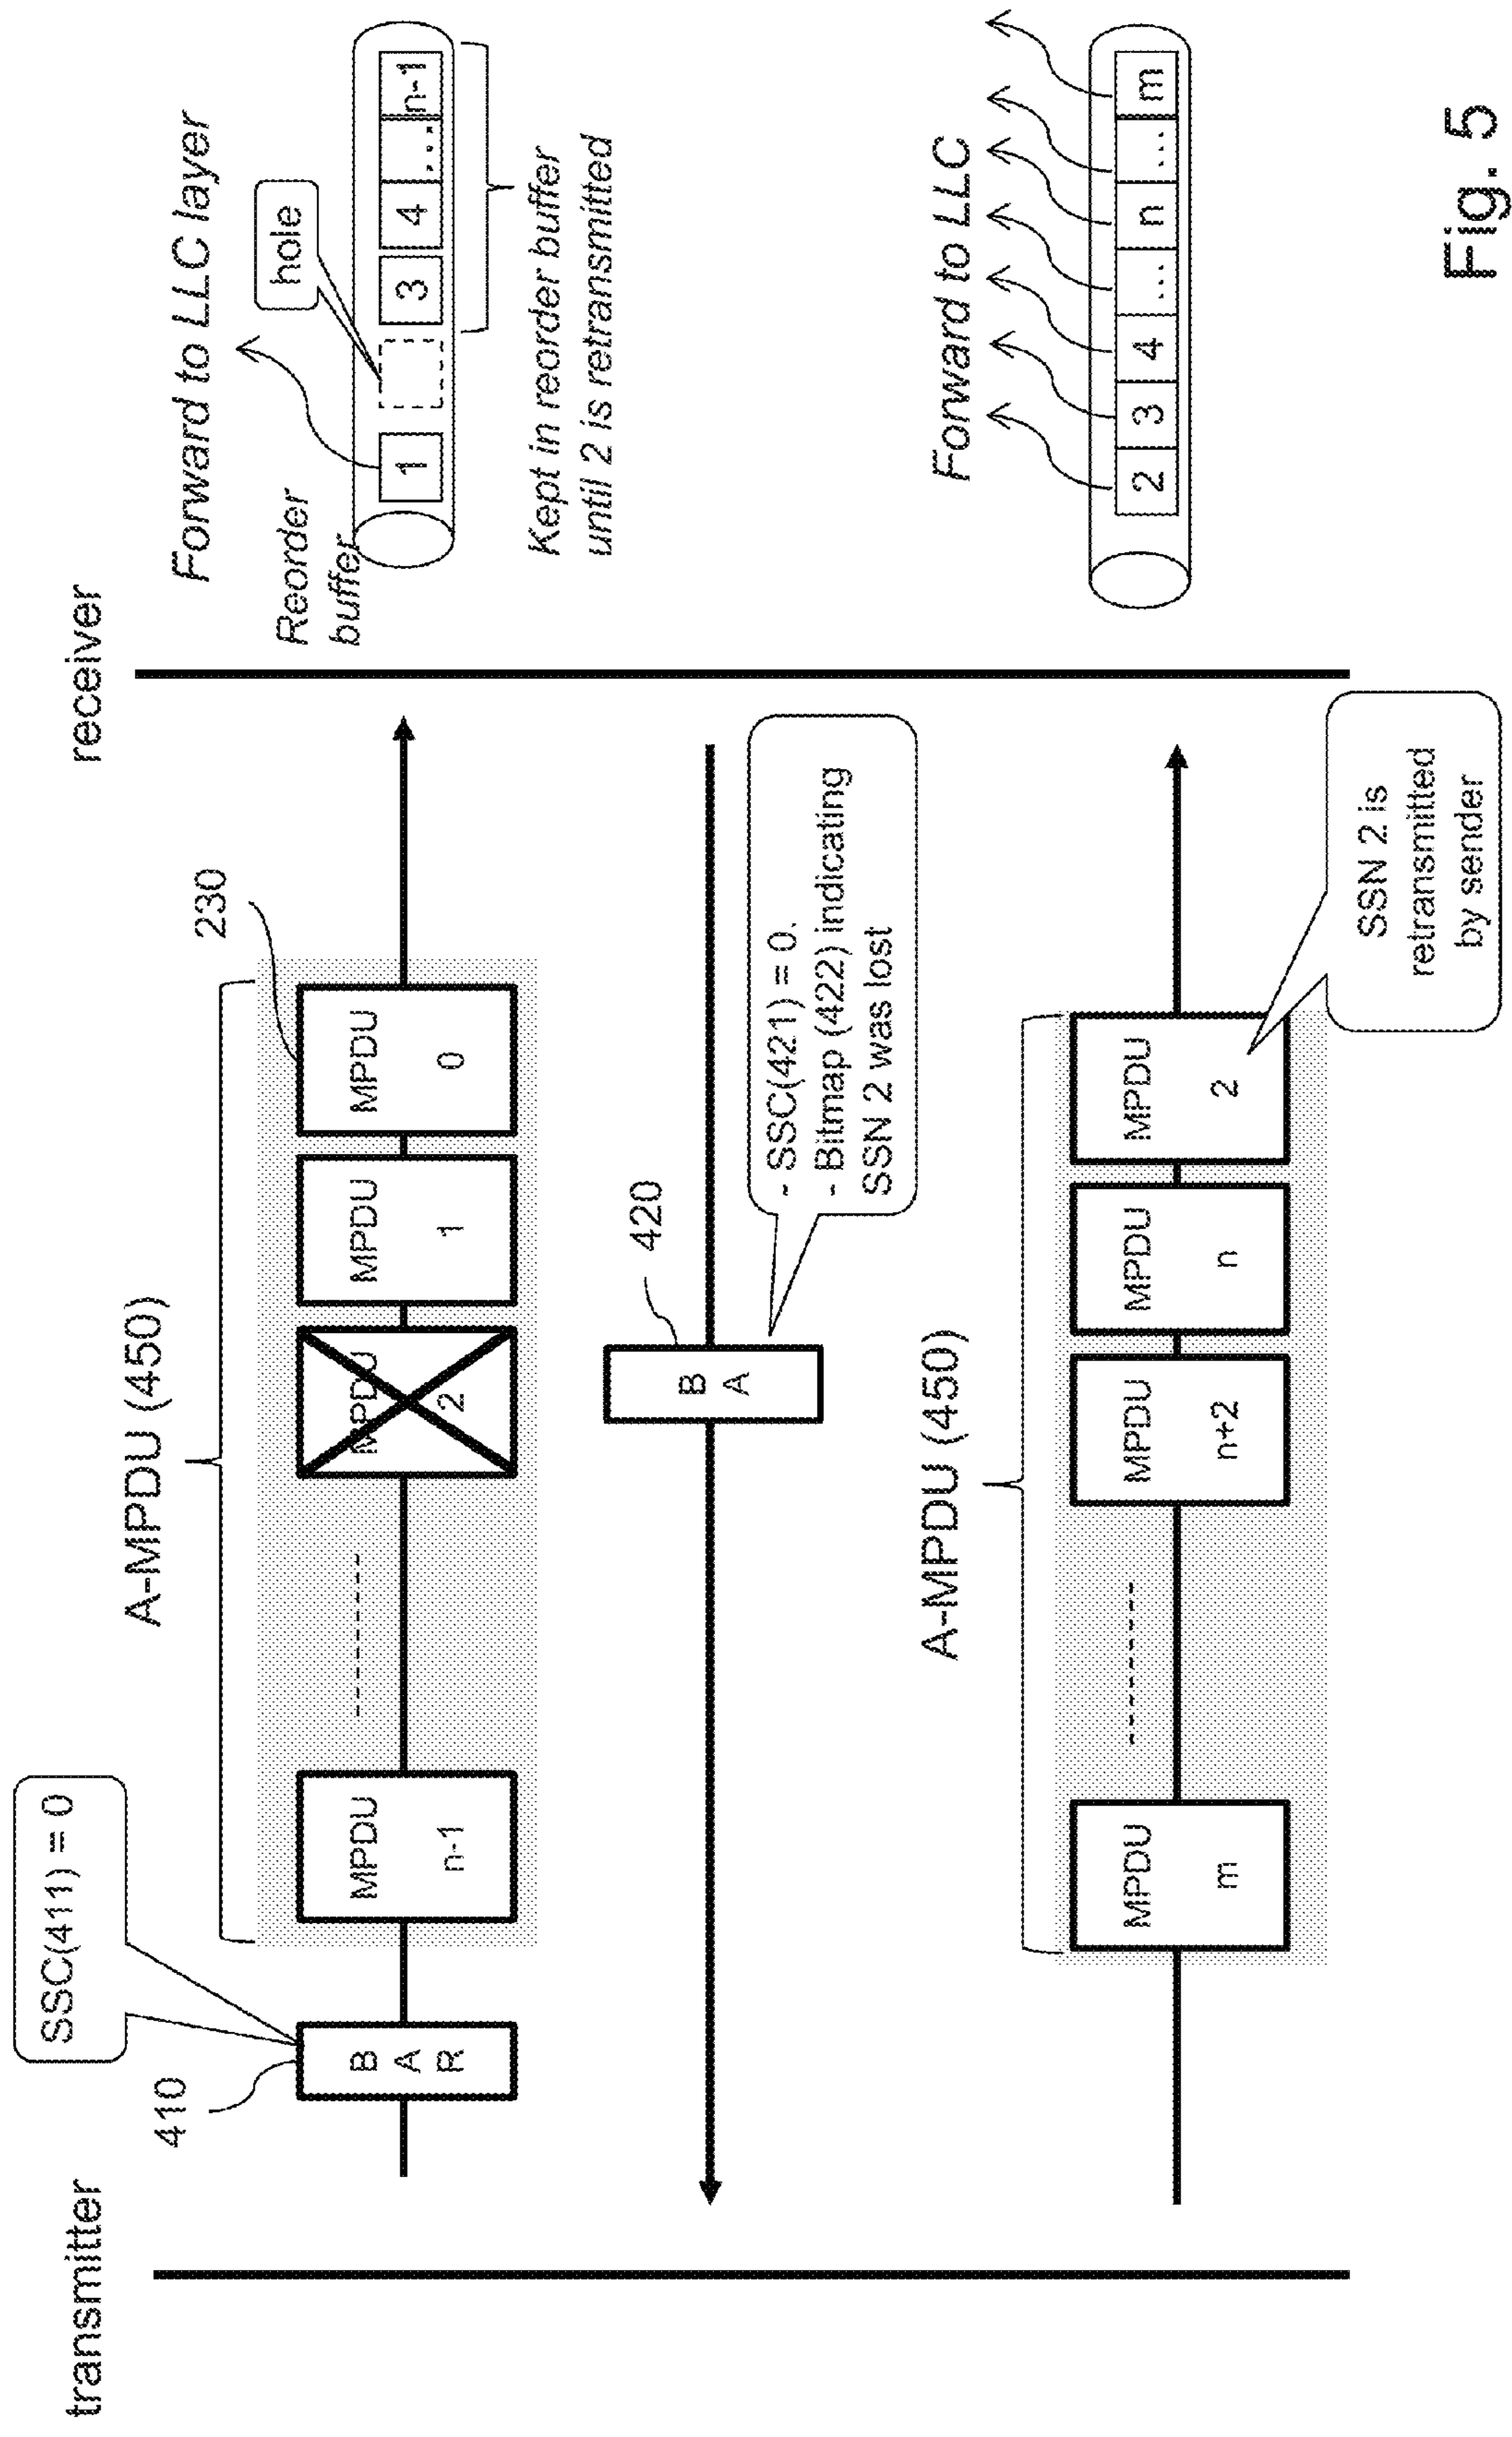 transmitter
receiver
SSC(411) = 0
410
B
A
R
A-MPDU (450)
230
MPDU
n-1
---------
MPDU
2
MPDU
1
MPDU
0
Forward to LLC layer
Reorder
buffer
hole
1
3
4
...
n-1
Kept in reorder buffer
until 2 is retransmitted
420
B
A
- SSC(421) = 0.
- Bitmap (422) indicating
SSN 2 was lost
A-MPDU (450)
MPDU
m
---------
MPDU
n+2
MPDU
n
MPDU
2
SSN 2 is
retransmitted
by sender
Forward to LLC
2
3
4
...
n
...
m
Fig. 5